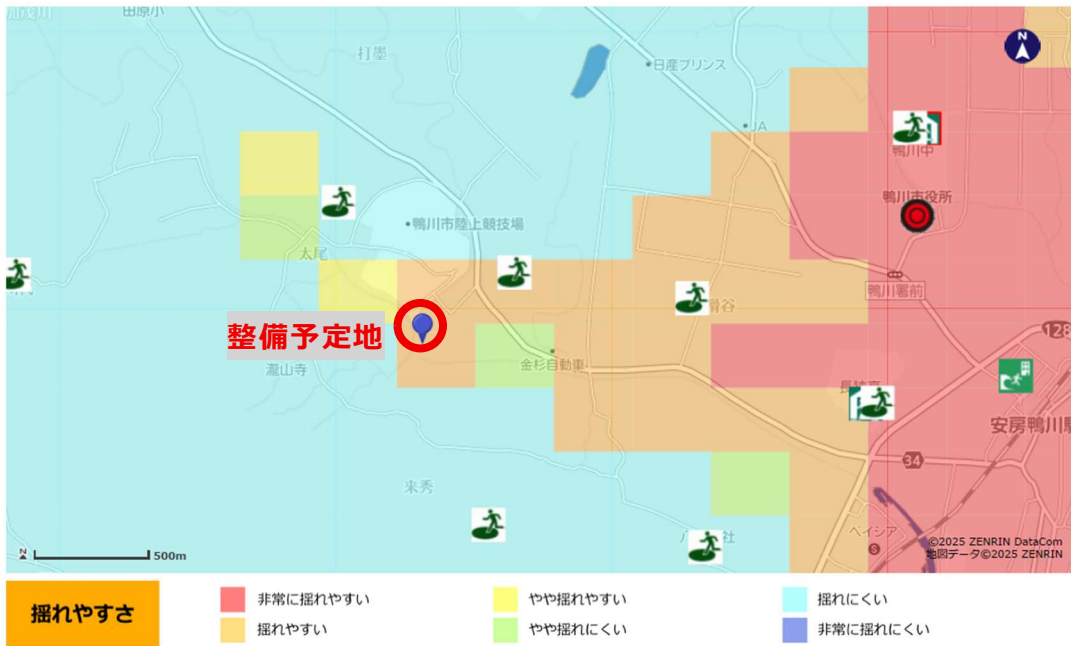 田原小
打墨
日産プリンス
N
JA
鴨川中
鴨川市役所
鴨川市陸上競技場
太尾
鴨川署前
滑谷
整備予定地
128
金杉自動車
瀧山寺
安房鴨川駅
34
来秀
ベイシア
S
N
500m
©2025 ZENRIN DataCom
地図データ©2025 ZENRIN
揺れやすさ
非常に揺れやすい
やや揺れやすい
揺れにくい
揺れやすい
やや揺れにくい
非常に揺れにくい